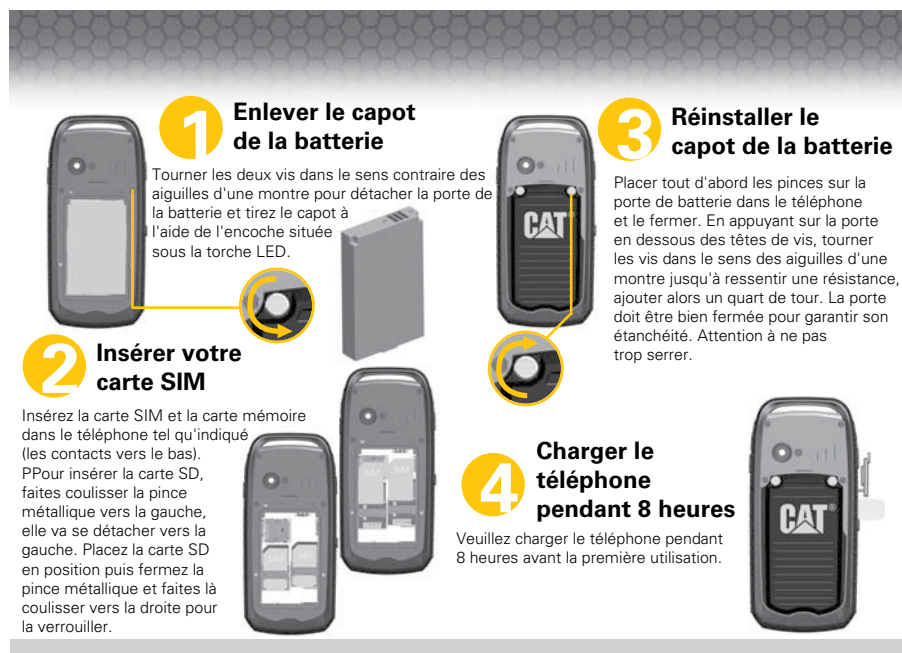 1
Enlever le capot
de la batterie
Tourner les deux vis dans le sens contraire des
aiguilles d'une montre pour détacher la porte de
la batterie et tirez le capot à
l'aide de l'encoche située
sous la torche LED.
2
Insérer votre
carte SIM
Insérez la carte SIM et la carte mémoire
dans le téléphone tel qu'indiqué
(les contacts vers le bas).
PPour insérer la carte SD,
faites coulisser la pince
métallique vers la gauche,
elle va se détacher vers la
gauche. Placez la carte SD
en position puis fermez la
pince métallique et faites là
coulisser vers la droite pour
la verrouiller.
SIM
SIM
SIM
SIM
3
Réinstaller le
capot de la batterie
Placer tout d'abord les pinces sur la
porte de batterie dans le téléphone
et le fermer. En appuyant sur la porte
en dessous des têtes de vis, tourner
les vis dans le sens des aiguilles d'une
montre jusqu'à ressentir une résistance,
ajouter alors un quart de tour. La porte
doit être bien fermée pour garantir son
étanchéité. Attention à ne pas
trop serrer.
CAT
4
Charger le
téléphone
pendant 8 heures
Veuillez charger le téléphone pendant
8 heures avant la première utilisation.
CAT